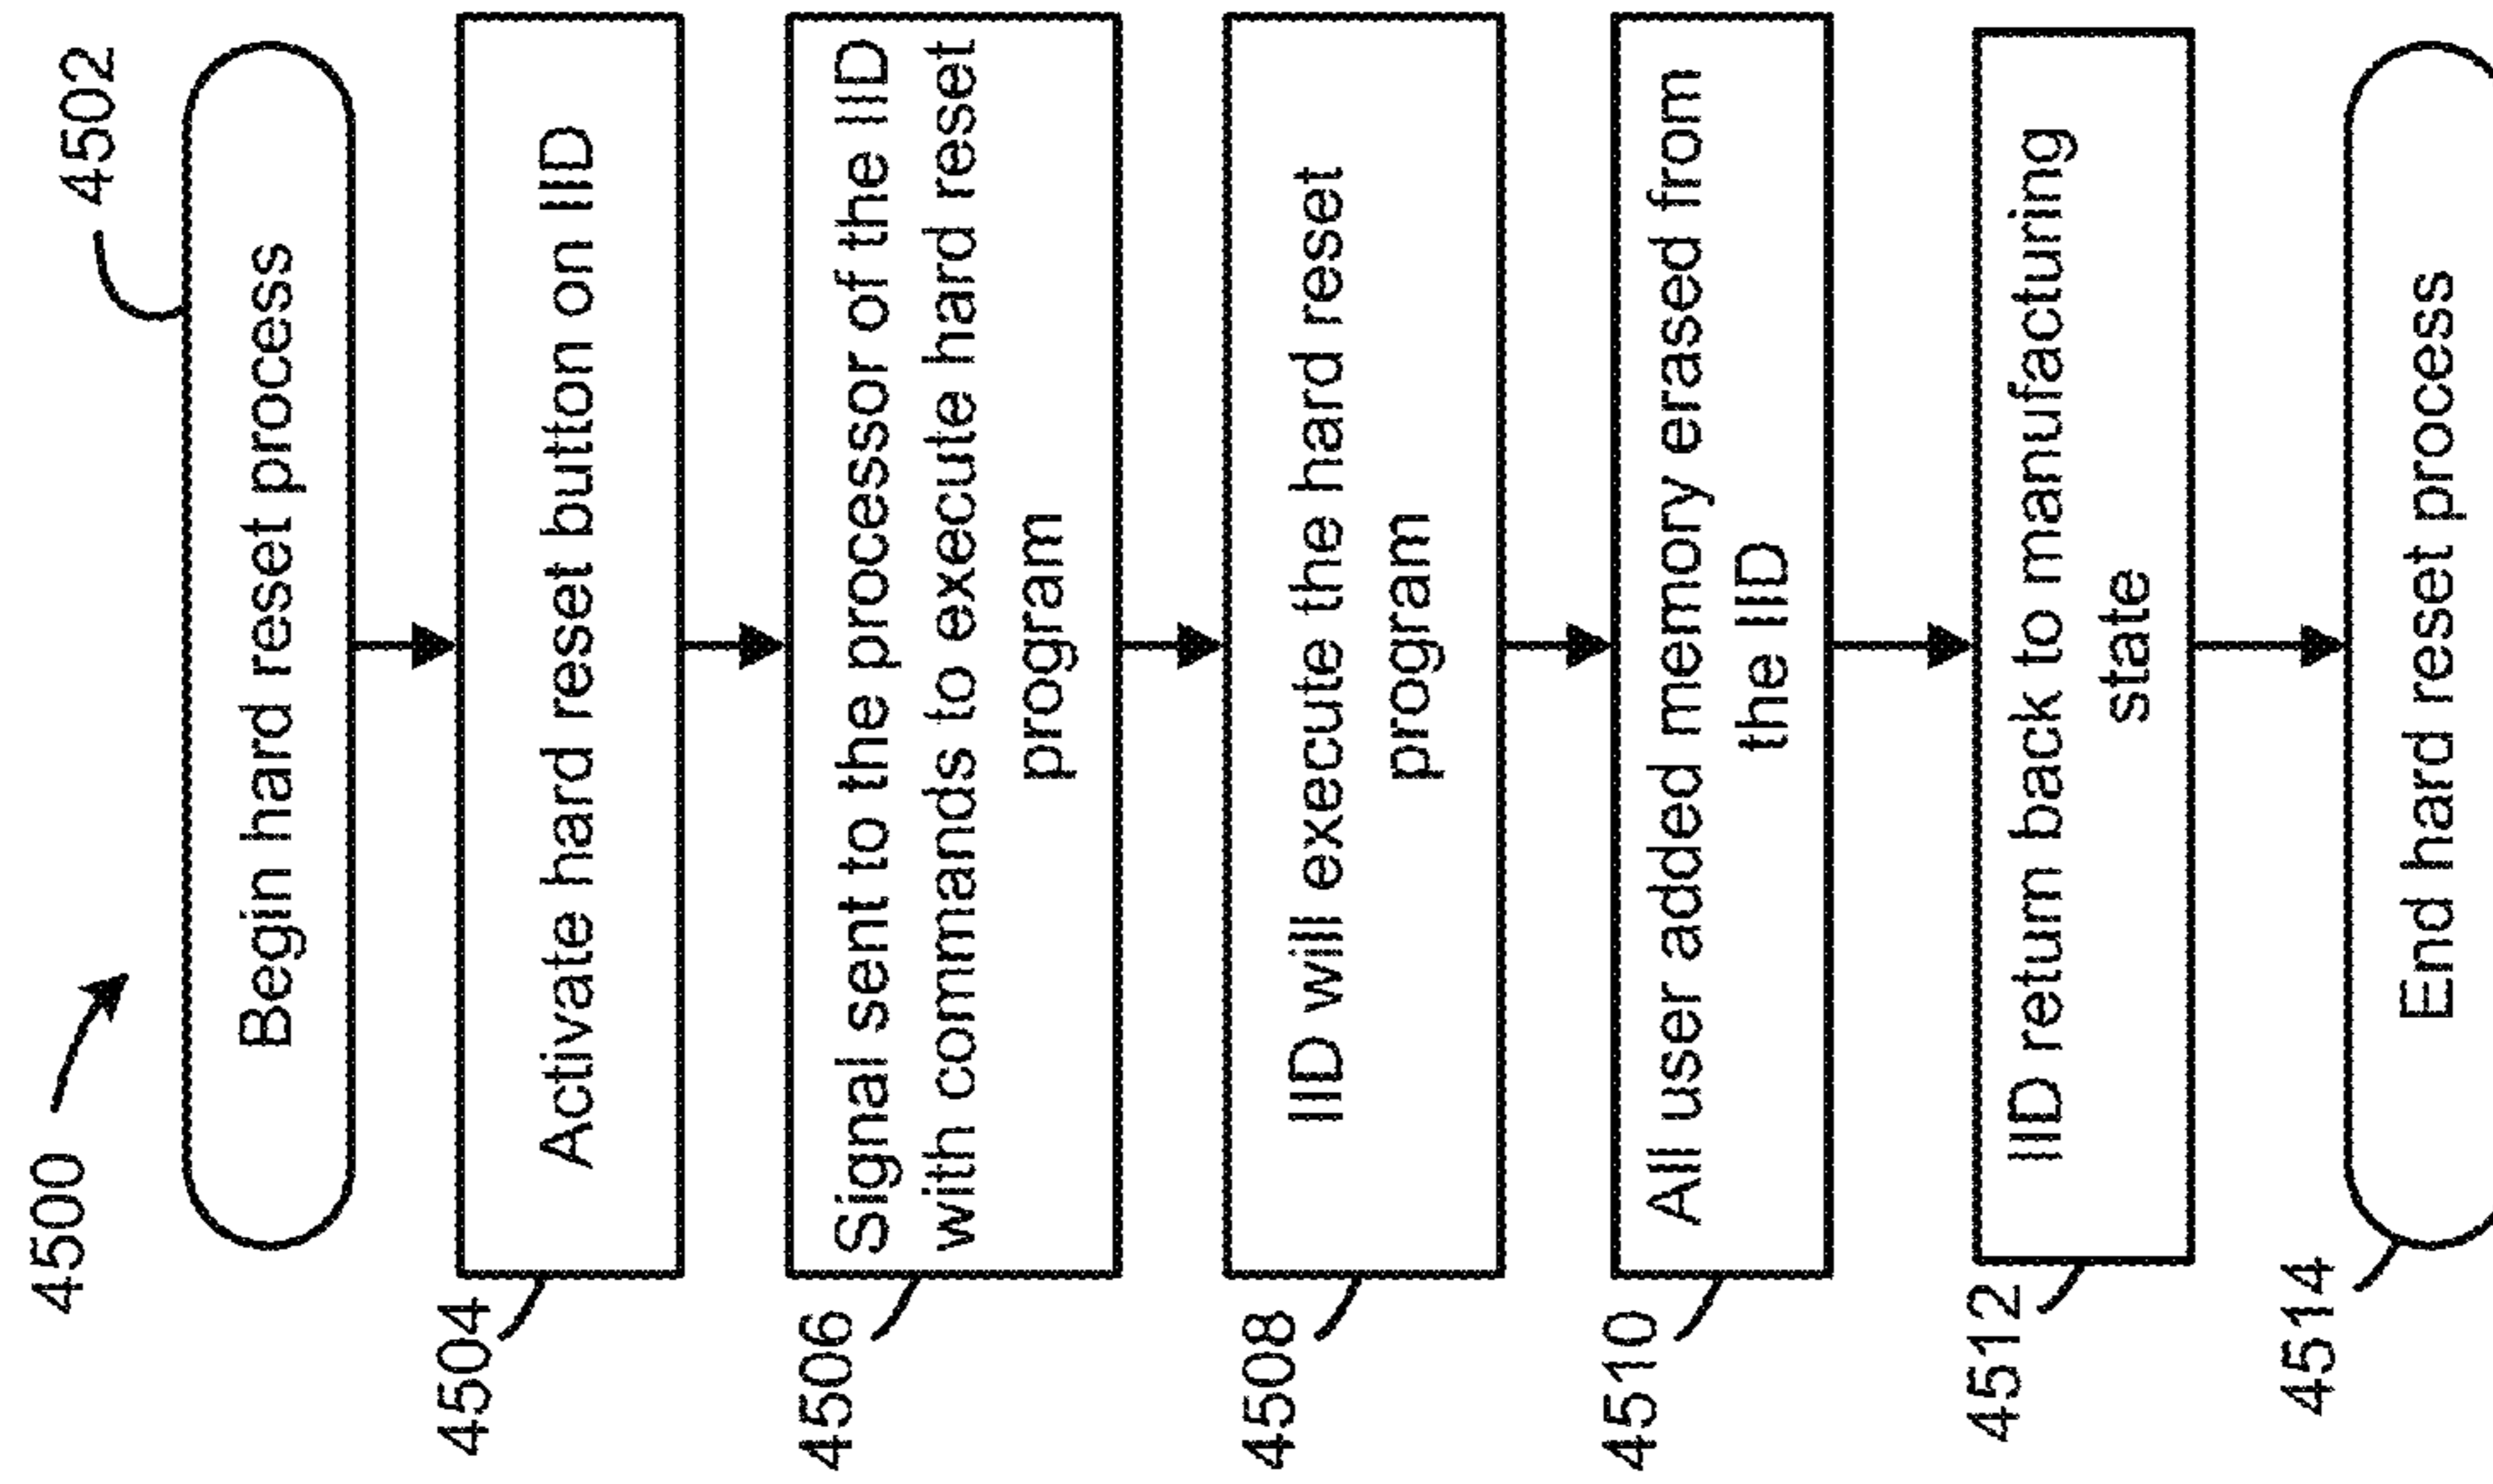 4500
4502
Begin hard reset process
4504
Activate hard reset button on IID
4506
Signal sent to the processor of the IID
with commands to execute hard reset
program
4508
IID will execute the hard reset
program
4510
All user added memory erased from
the IID
4512
IID return back to manufacturing
state
4514
End hard reset process